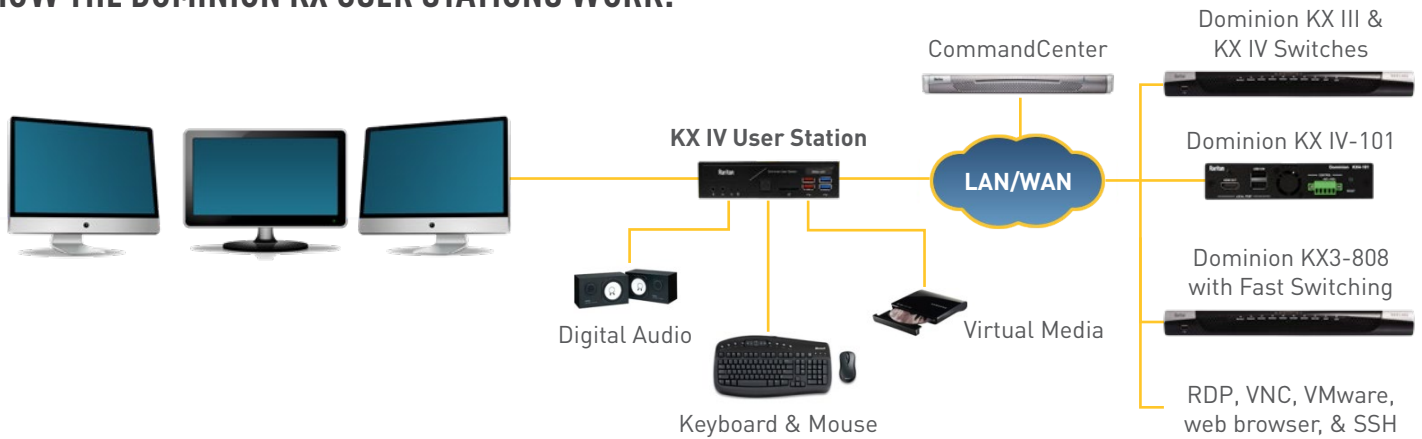 HOW THE DOMINION KX USER STATIONS WORK:
Dominion KX III &
KX IV Switches
CommandCenter
KX IV User Station
Dominion KX IV-101
Raritan
LAN/WAN
Dominion KX3-808
with Fast Switching
Digital Audio
Virtual Media
Keyboard & Mouse
RDP, VNC, VMware,
web browser, & SSH